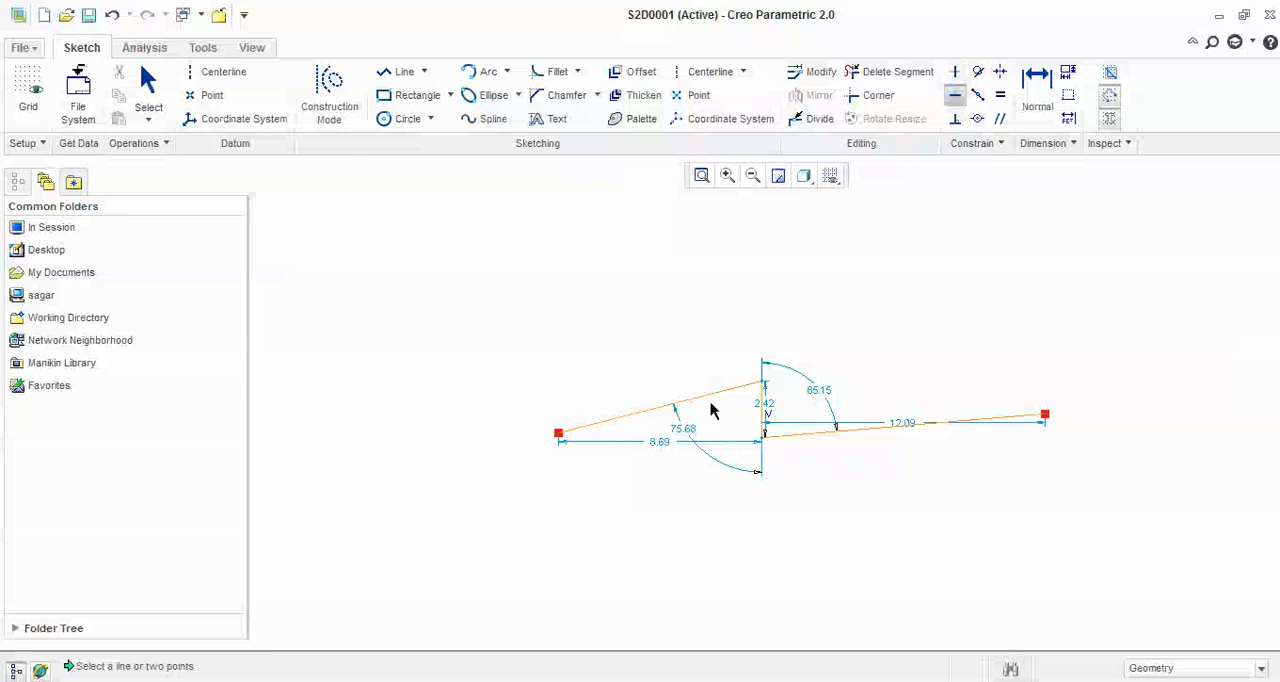 S2D0001 (Active) - Creo Parametric 2.0
File Sketch Analysis Tools View
Grid
File System
Select
Centerline
Point
Coordinate System
Construction Mode
Line Arc Fillet Offset Centerline
Rectangle Ellipse Chamfer Thicken Point
Circle Spline Text Palette Coordinate System
Modify Delete Segment
Mirror Corner
Divide Rotate Resize
Normal
Setup Get Data Operations Datum Sketching Editing Constrain Dimension Inspect
Common Folders
In Session
Desktop
My Documents
sagar
Working Directory
Network Neighborhood
Manikin Library
Favorites
85.15
2.42
V
75.68
12.09
8.69
Folder Tree
Select a line or two points
Geometry